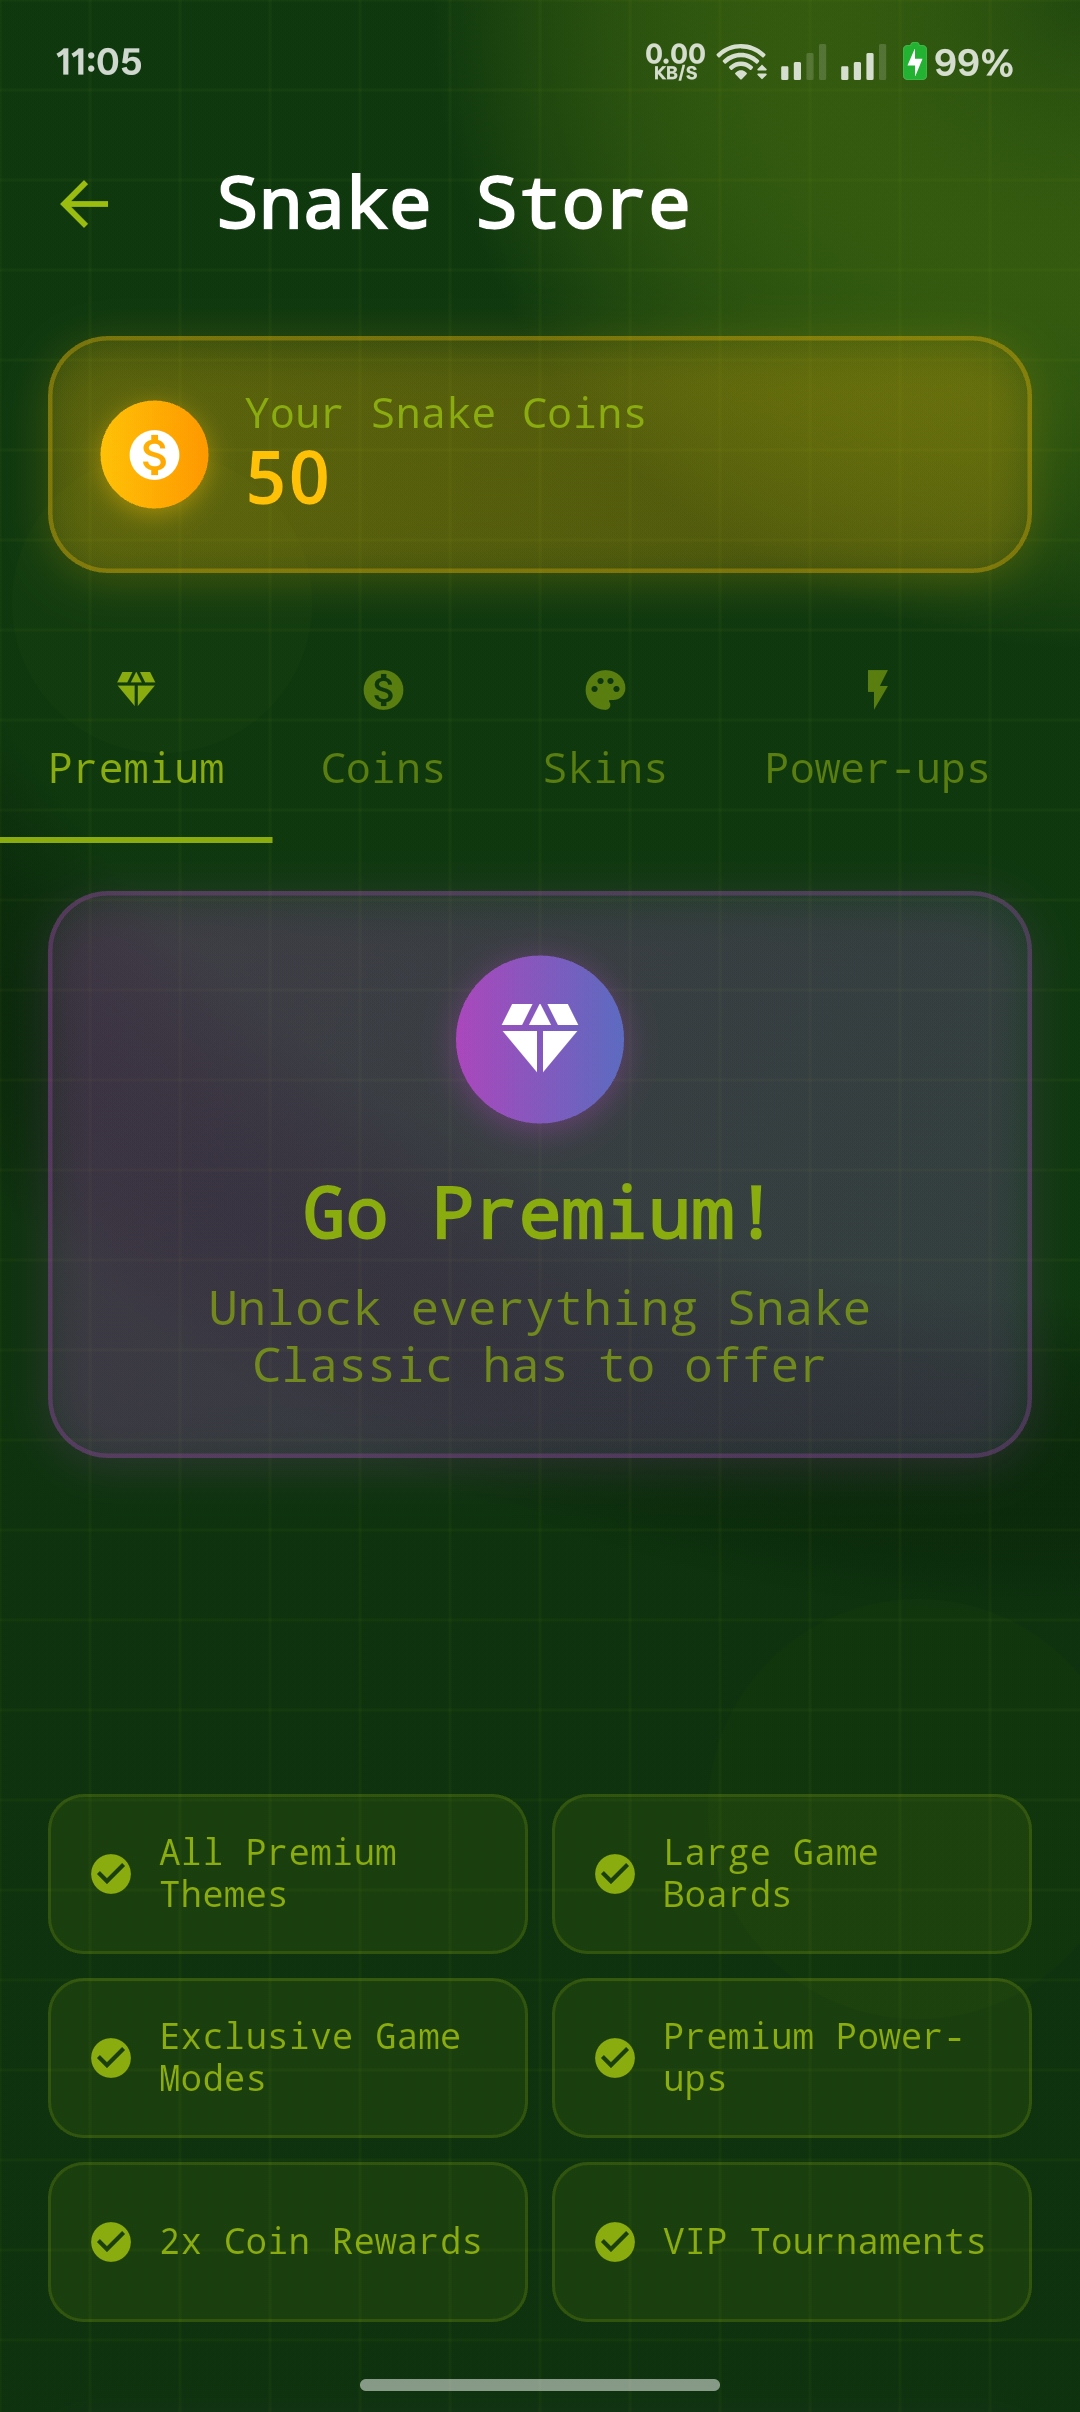 11:05
0.00
KB/S
99%
Snake Store
Your Snake Coins
50
Premium
Coins
Skins
Power-ups
Go Premium!
Unlock everything Snake
Classic has to offer
All Premium
Themes
Large Game
Boards
Exclusive Game
Modes
Premium Power-
ups
2x Coin Rewards
VIP Tournaments